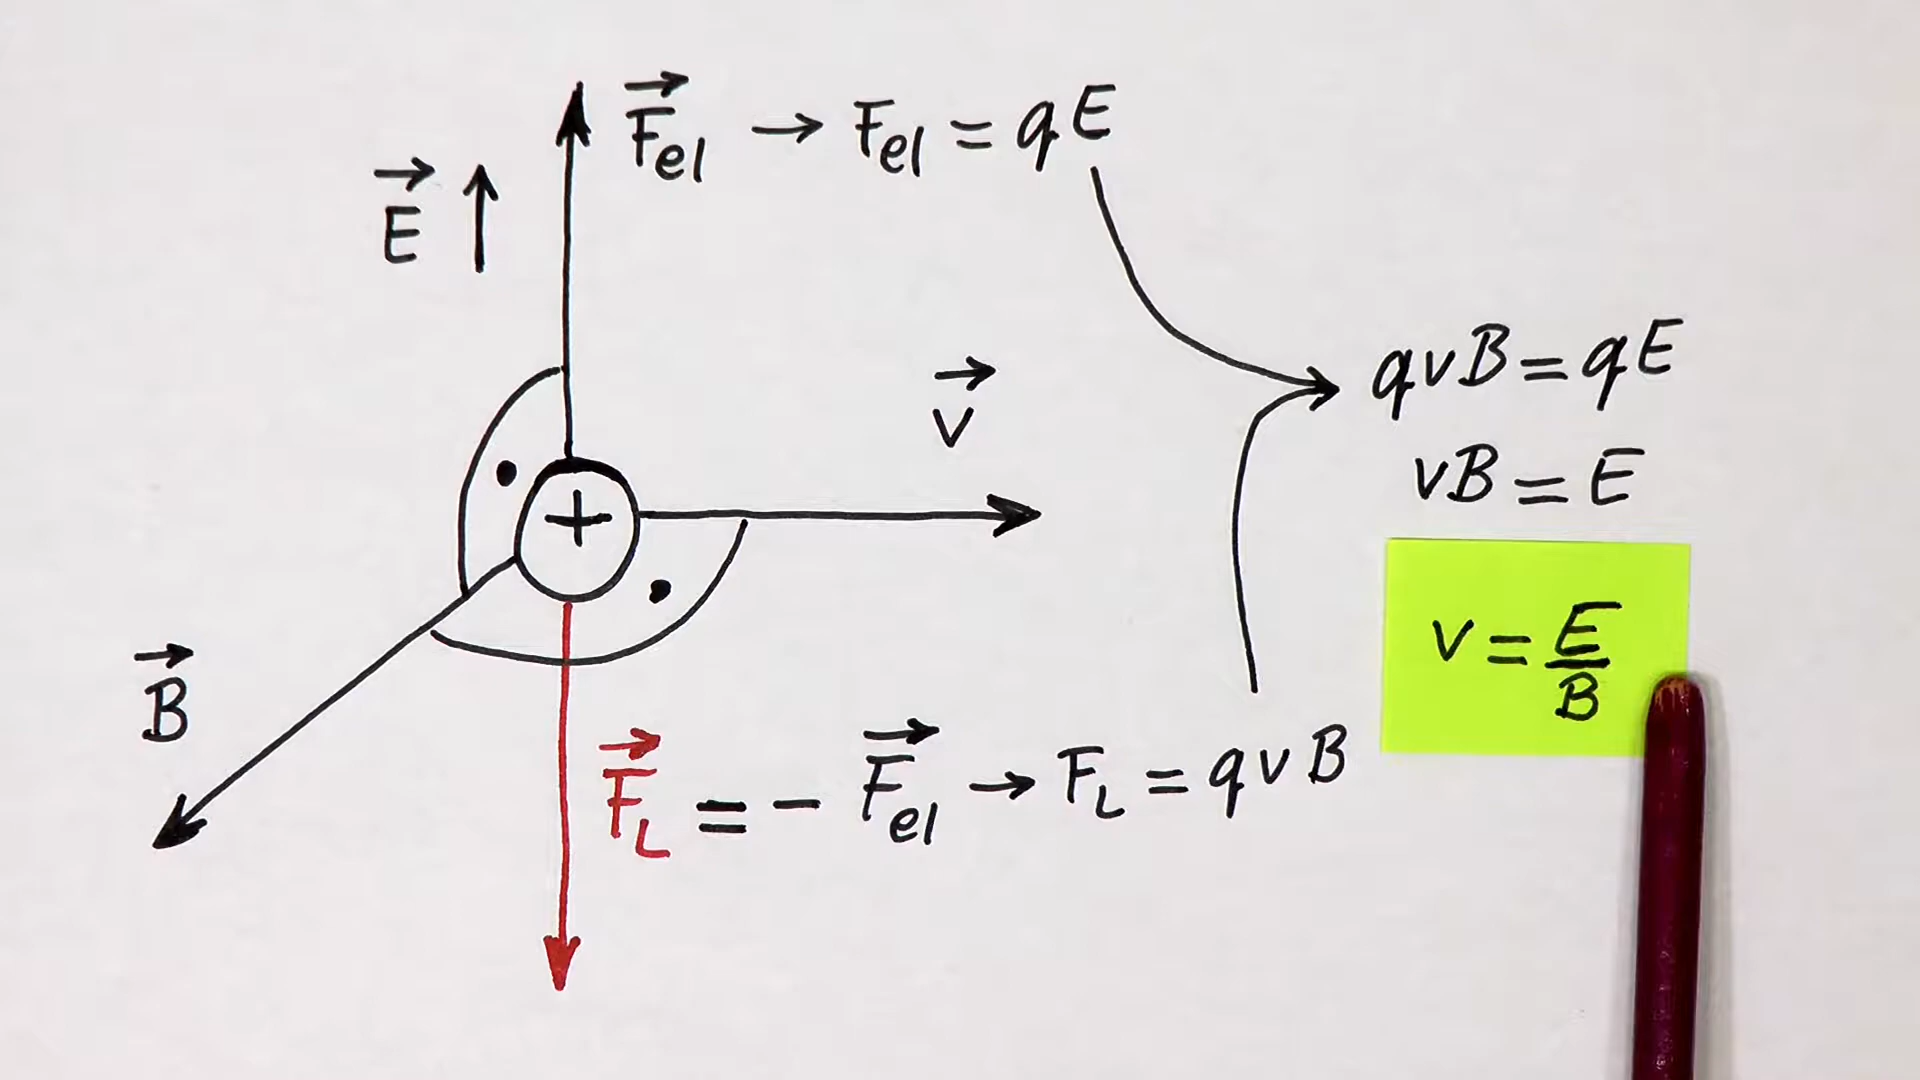 F⃗el → Fel = qE
E⃗ ↑
v⃗
qvB = qE
vB = E
+
v = E/B
B⃗
F⃗L = - F⃗el → FL = qvB